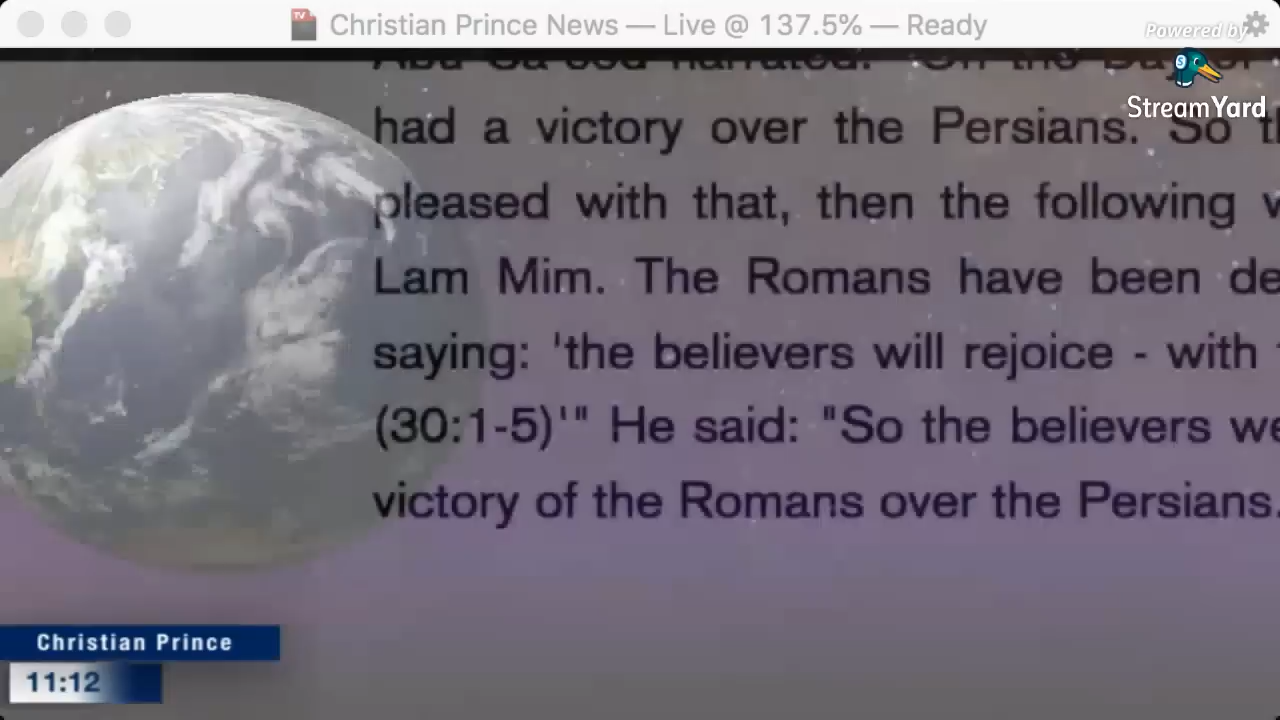 Christian Prince News — Live @ 137.5% — Ready
Powered by
StreamYard
had a victory over the Persians. So
pleased with that, then the following
Lam Mim. The Romans have been
saying: 'the believers will rejoice - with
(30:1-5)'" He said: "So the believers
victory of the Romans over the Persians.
Christian Prince
11:12